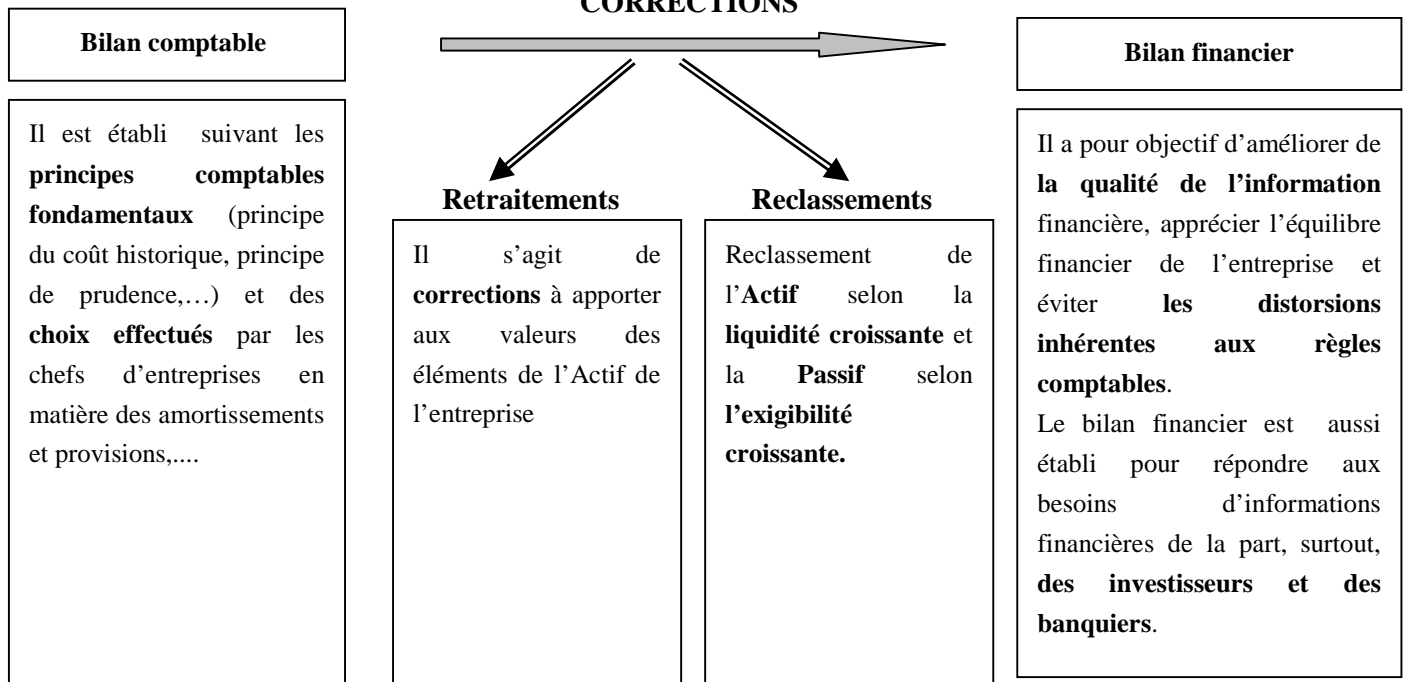 CORRECTIONS
Bilan comptable
Il est établi suivant les
principes comptables
fondamentaux (principe
du coût historique, principe
de prudence,…) et des
choix effectués par les
chefs d'entreprises en
matière des amortissements
et provisions,....
Retraitements
Il s'agit de
corrections à apporter
aux valeurs des
éléments de l'Actif de
l'entreprise
Reclassements
Reclassement de
l'Actif selon la
liquidité croissante et
la Passif selon
l'exigibilité
croissante.
Bilan financier
Il a pour objectif d'améliorer de
la qualité de l'information
financière, apprécier l'équilibre
financier de l'entreprise et
éviter les distorsions
inhérentes aux règles
comptables.
Le bilan financier est aussi
établi pour répondre aux
besoins d'informations
financières de la part, surtout,
des investisseurs et des
banquiers.